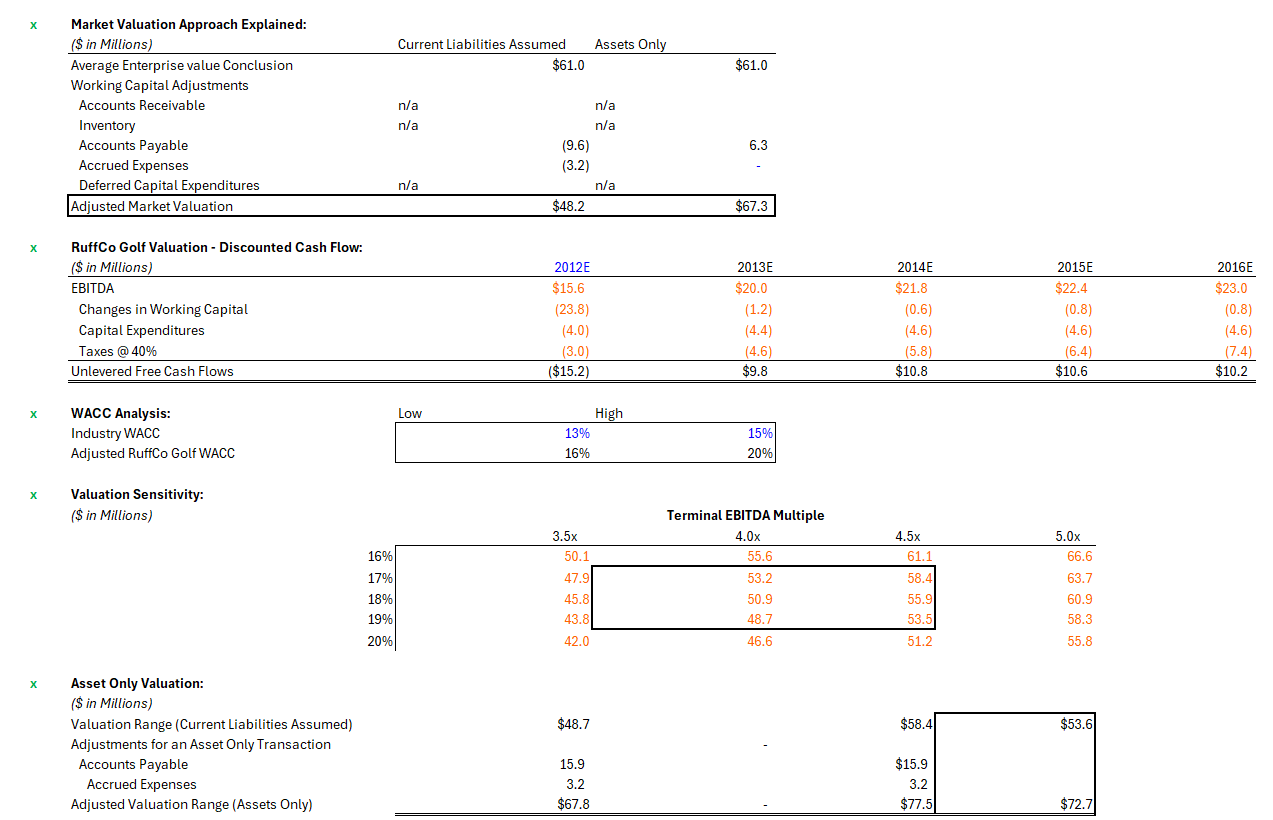 x Market Valuation Approach Explained:
($ in Millions) Current Liabilities Assumed Assets Only
Average Enterprise value Conclusion $61.0 $61.0
Working Capital Adjustments
Accounts Receivable n/a n/a
Inventory n/a n/a
Accounts Payable (9.6) 6.3
Accrued Expenses (3.2) -
Deferred Capital Expenditures n/a n/a
Adjusted Market Valuation $48.2 $67.3
x RuffCo Golf Valuation - Discounted Cash Flow:
($ in Millions) 2012E 2013E 2014E 2015E 2016E
EBITDA $15.6 $20.0 $21.8 $22.4 $23.0
Changes in Working Capital (23.8) (1.2) (0.6) (0.8) (0.8)
Capital Expenditures (4.0) (4.4) (4.6) (4.6) (4.6)
Taxes @ 40% (3.0) (4.6) (5.8) (6.4) (7.4)
Unlevered Free Cash Flows ($15.2) $9.8 $10.8 $10.6 $10.2
x WACC Analysis: Low High
Industry WACC 13% 15%
Adjusted RuffCo Golf WACC 16% 20%
x Valuation Sensitivity:
($ in Millions) Terminal EBITDA Multiple
3.5x 4.0x 4.5x 5.0x
16% 50.1 55.6 61.1 66.6
17% 47.9 53.2 58.4 63.7
18% 45.8 50.9 55.9 60.9
19% 43.8 48.7 53.5 58.3
20% 42.0 46.6 51.2 55.8
x Asset Only Valuation:
($ in Millions)
Valuation Range (Current Liabilities Assumed) $48.7 $58.4 $53.6
Adjustments for an Asset Only Transaction -
Accounts Payable 15.9 $15.9
Accrued Expenses 3.2 3.2
Adjusted Valuation Range (Assets Only) $67.8 - $77.5 $72.7